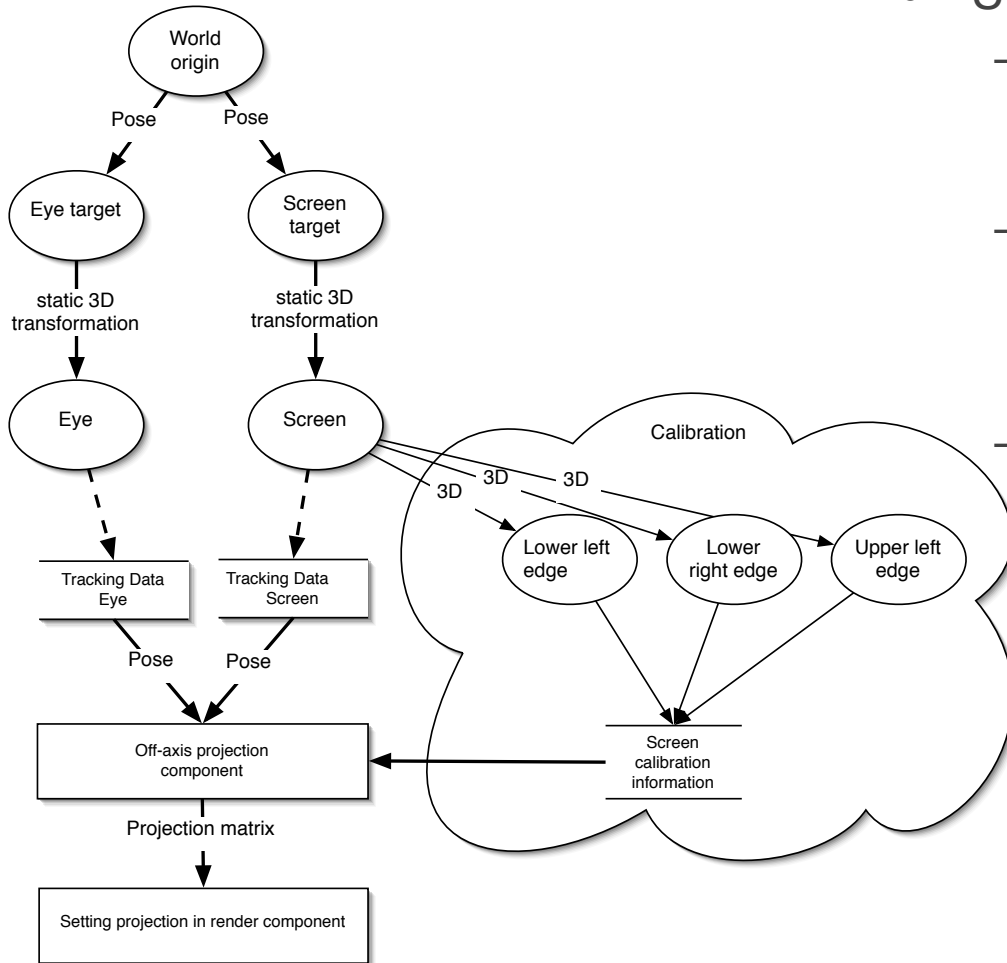 World
origin
Pose
Pose
Eye target
Screen
target
static 3D
transformation
static 3D
transformation
Eye
Screen
Calibration
3D
3D
3D
Lower left
edge
Lower
right edge
Upper left
edge
Tracking Data
Eye
Tracking Data
Screen
Pose
Pose
Off-axis projection
component
Screen
calibration
information
Projection matrix
Setting projection in render component